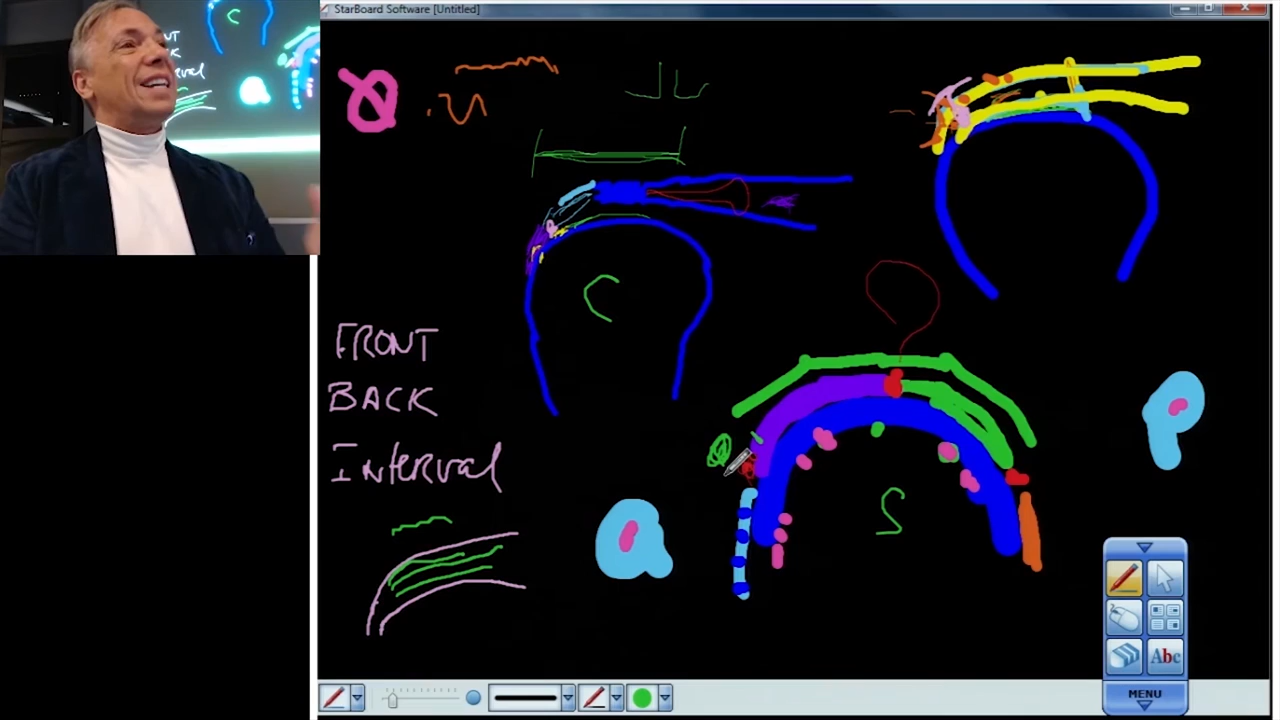 StarBoard Software [Untitled]
FRONT
BACK
INTERVAL
C
S
Abc
MENU